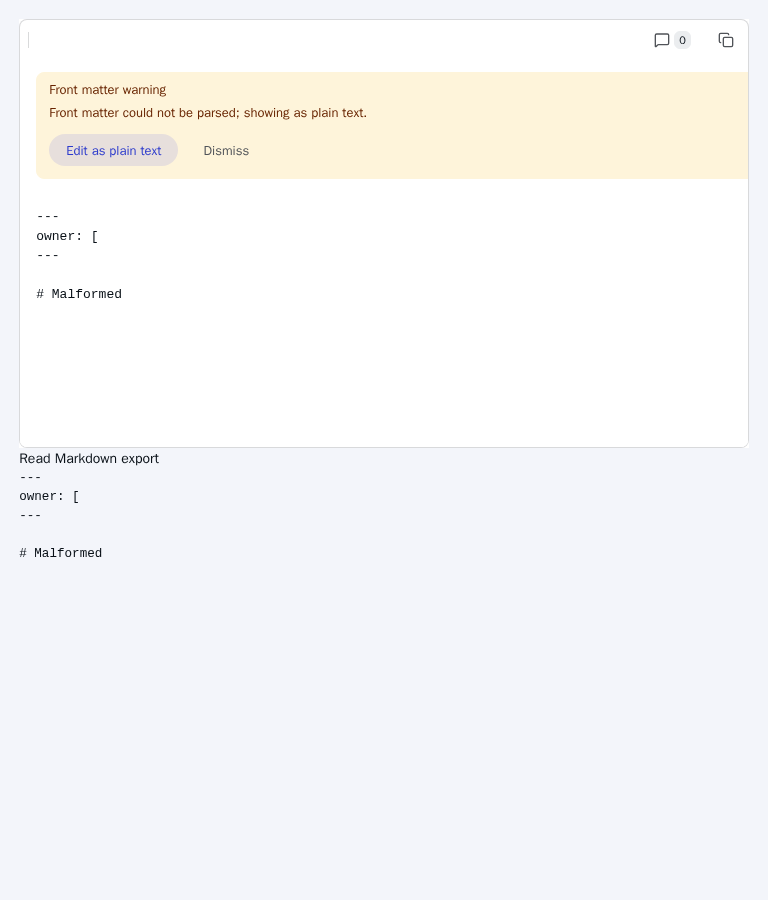 0
Front matter warning
Front matter could not be parsed; showing as plain text.
Edit as plain text Dismiss
---
owner: [
---
# Malformed
Read Markdown export
---
owner: [
---
# Malformed